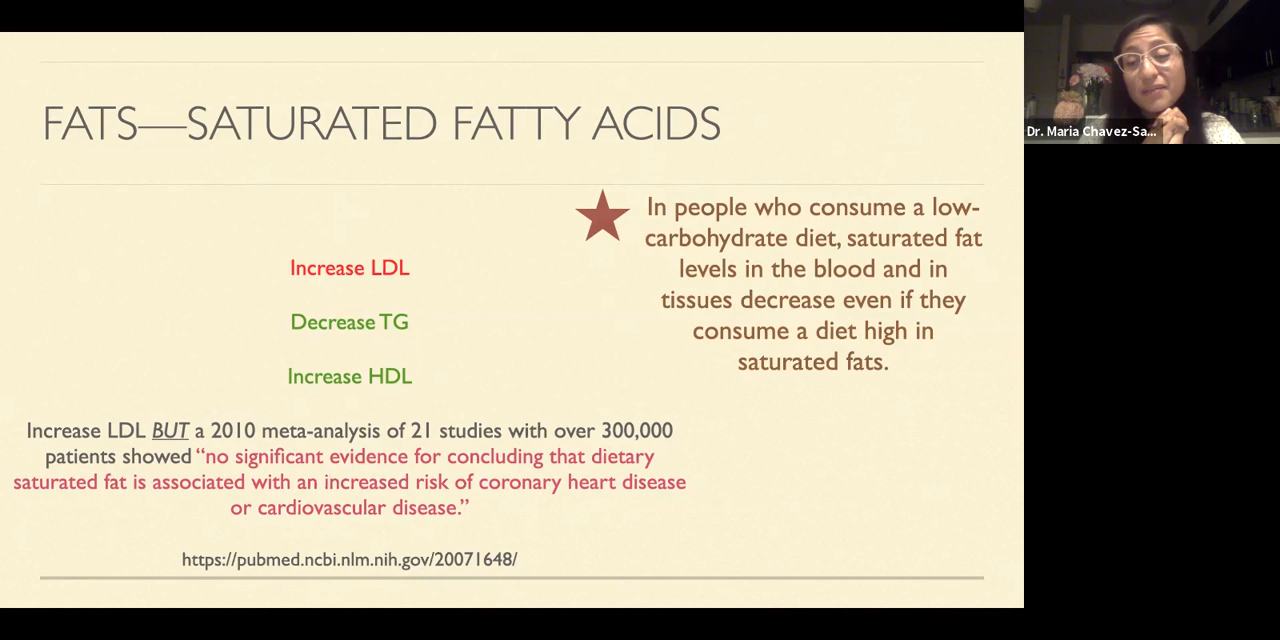 FATS—SATURATED FATTY ACIDS
Increase LDL
Decrease TG
Increase HDL
Increase LDL BUT a 2010 meta-analysis of 21 studies with over 300,000
patients showed “no significant evidence for concluding that dietary
saturated fat is associated with an increased risk of coronary heart disease
or cardiovascular disease.”
https://pubmed.ncbi.nlm.nih.gov/20071648/
In people who consume a low-
carbohydrate diet, saturated fat
levels in the blood and in
tissues decrease even if they
consume a diet high in
saturated fats.
Dr. Maria Chavez-Sa...